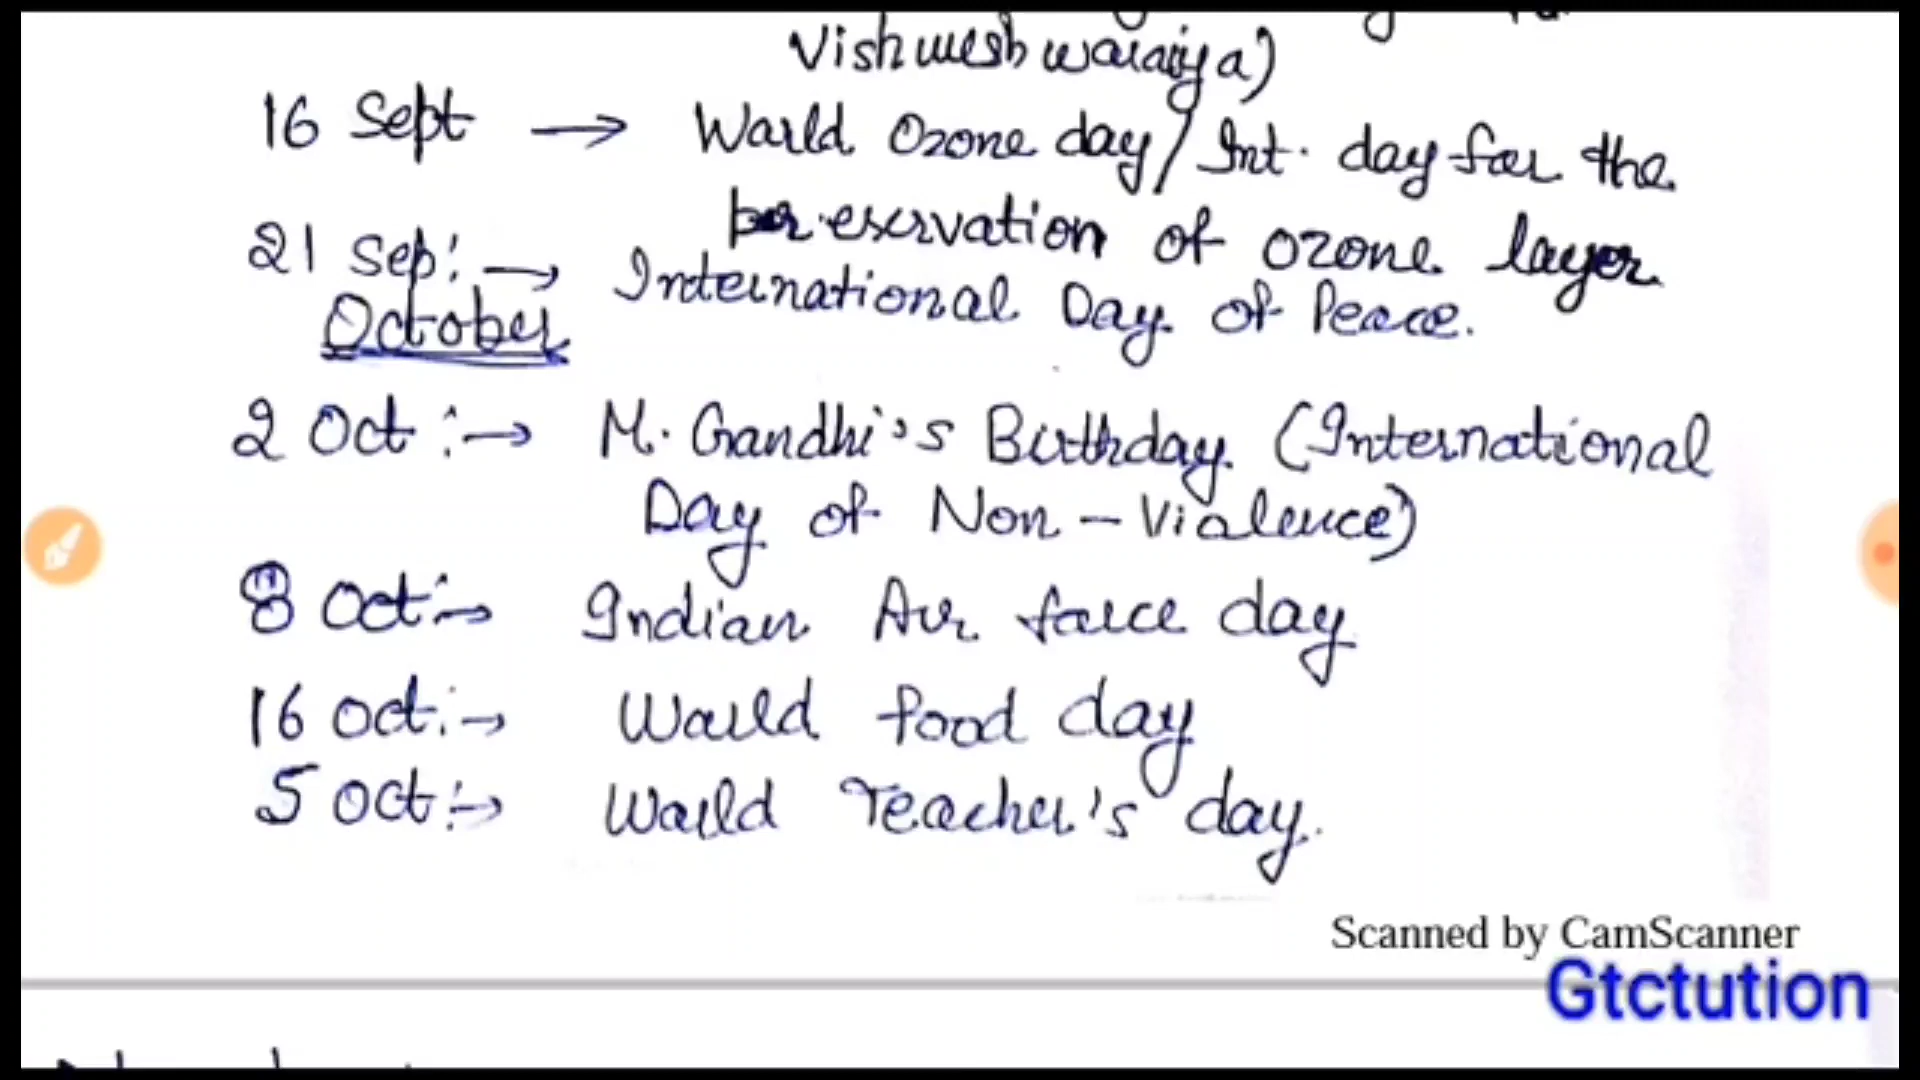 Vishweshwaraiya)
16 Sept → World Ozone day/ Int. day for the
preservation of ozone layer
21 Sep: → International Day of Peace.
October
2 Oct :→ M. Gandhi's Birthday (International
Day of Non-Violence)
8 Oct:→ Indian Air force day
16 Oct:→ World food day
5 Oct:→ World Teacher's day.
Scanned by CamScanner
Gtctution